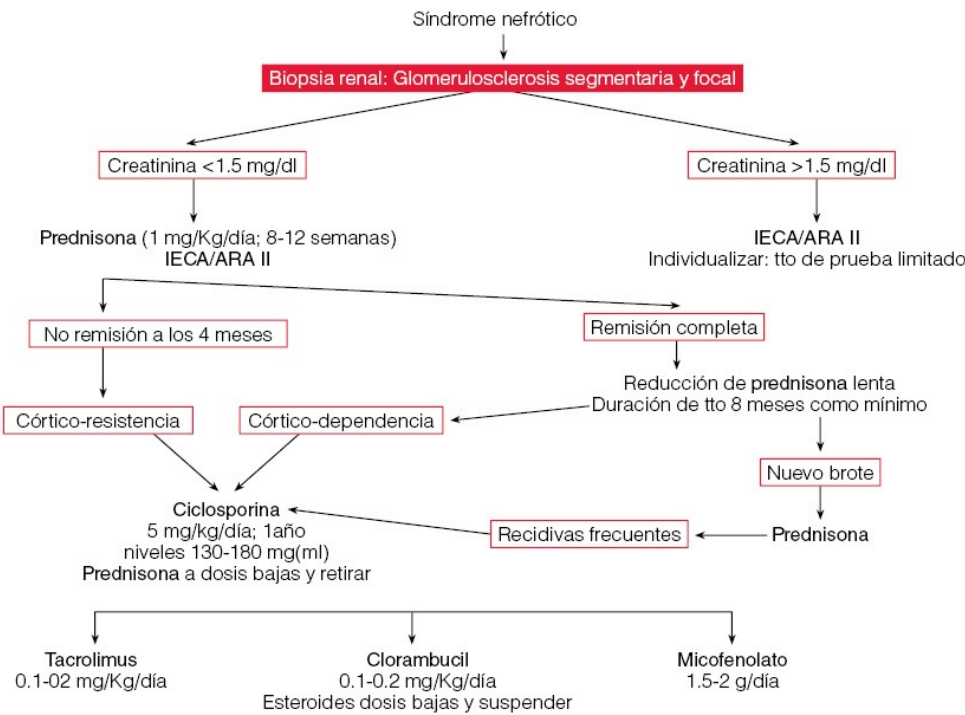 Síndrome nefrótico
Biopsia renal: Glomerulosclerosis segmentaria y focal
Creatinina <1.5 mg/dl
Creatinina >1.5 mg/dl
Prednisona (1 mg/Kg/día; 8-12 semanas)
IECA/ARA II
IECA/ARA II
Individualizar: tto de prueba limitado
No remisión a los 4 meses
Remisión completa
Reducción de prednisona lenta
Duración de tto 8 meses como mínimo
Córtico-resistencia
Córtico-dependencia
Nuevo brote
Ciclosporina
5 mg/kg/día; 1año
niveles 130-180 mg(ml)
Prednisona a dosis bajas y retirar
Recidivas frecuentes
Prednisona
Tacrolimus
0.1-02 mg/Kg/día
Clorambucil
0.1-0.2 mg/Kg/día
Esteroides dosis bajas y suspender
Micofenolato
1.5-2 g/día